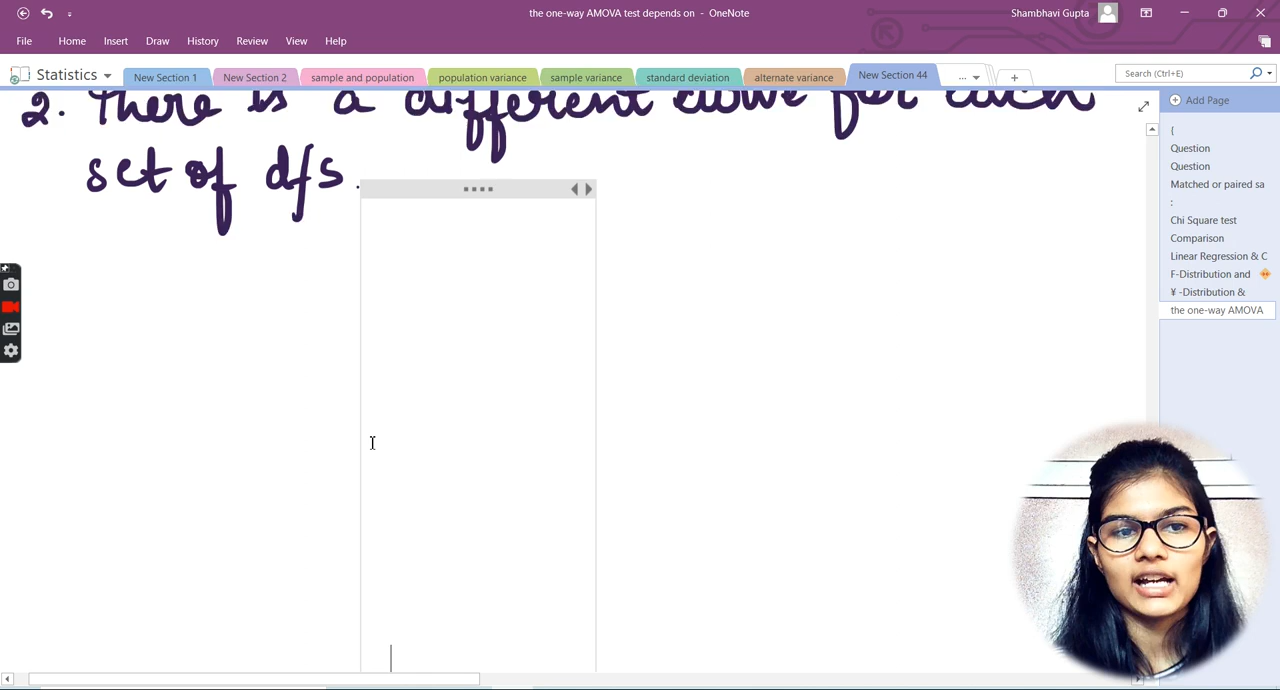 the one-way AMOVA test depends on - OneNote
Shambhavi Gupta
File Home Insert Draw History Review View Help
Statistics
New Section 1
New Section 2
sample and population
population variance
sample variance
standard deviation
alternate variance
New Section 44
...
+
Search (Ctrl+E)
2. There is a different curve for each
set of dfs.
Add Page
{
Question
Question
Matched or paired sa
:
Chi Square test
Comparison
Linear Regression & C
F-Distribution and
¥ -Distribution &
the one-way AMOVA